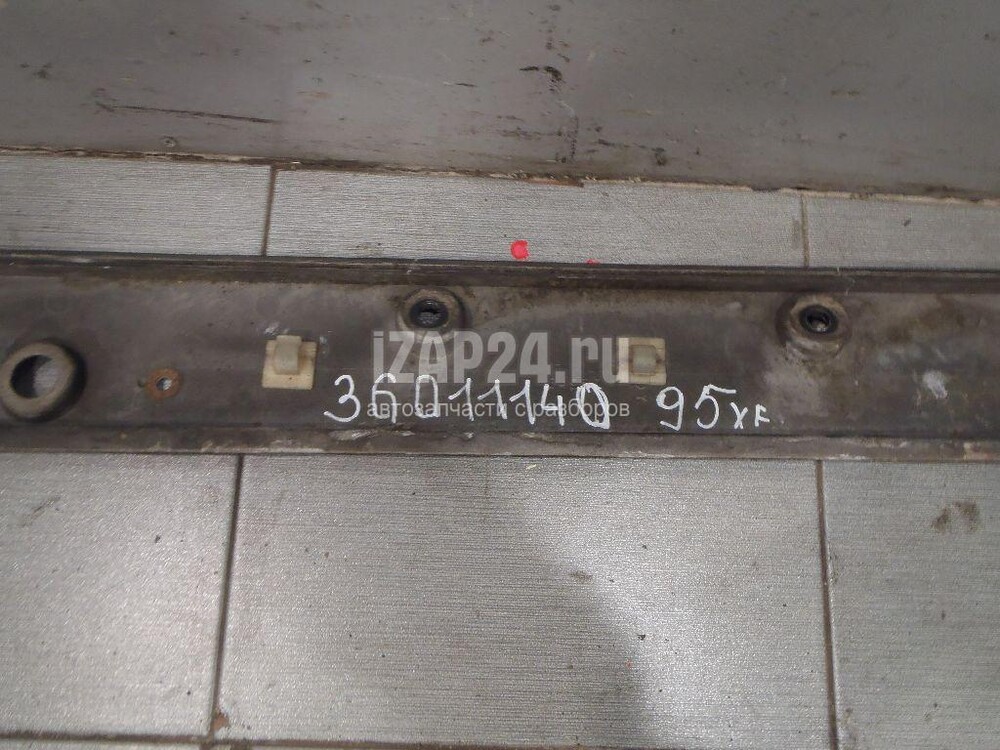 iZAP24.ru
36011140 95XF
автозапчасти с разборов